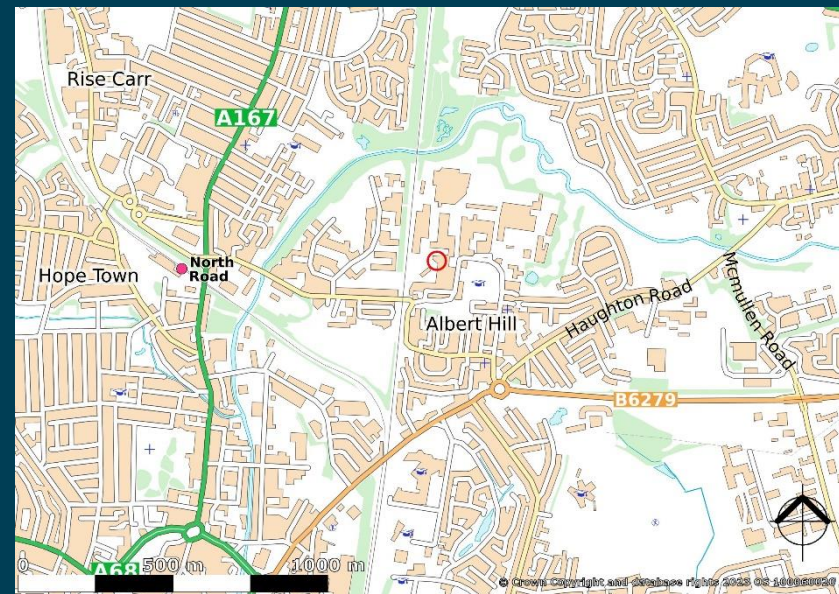 Rise Carr
A167
North
Road
Hope Town
Albert Hill
Haughton Road
Mcmullen Road
B6279
A68
0 500 m 1000 m
© Crown Copyright and database rights 2023 OS 100060020